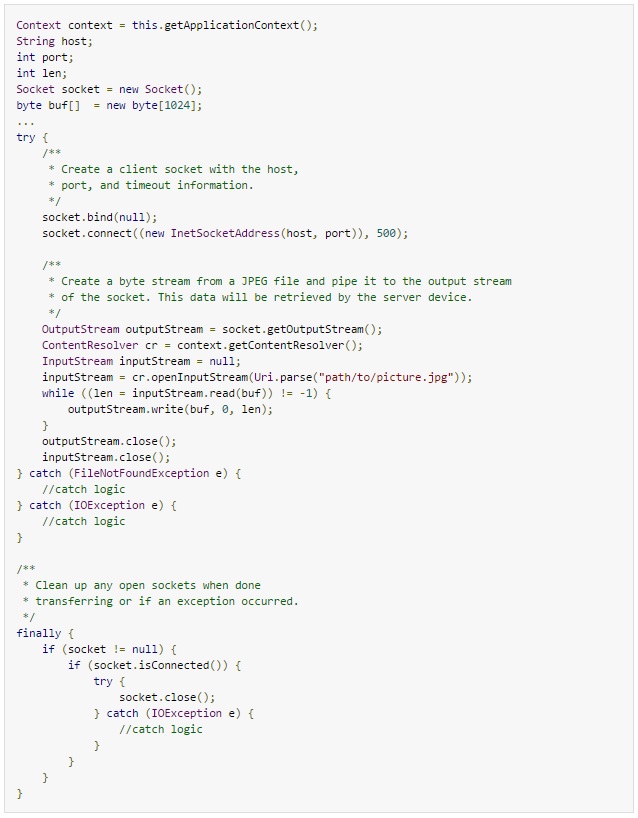 Context context = this.getApplicationContext();
String host;
int port;
int len;
Socket socket = new Socket();
byte buf[]  = new byte[1024];
...
try {
    /**
     * Create a client socket with the host,
     * port, and timeout information.
     */
    socket.bind(null);
    socket.connect((new InetSocketAddress(host, port)), 500);

    /**
     * Create a byte stream from a JPEG file and pipe it to the output stream
     * of the socket. This data will be retrieved by the server device.
     */
    OutputStream outputStream = socket.getOutputStream();
    ContentResolver cr = context.getContentResolver();
    InputStream inputStream = null;
    inputStream = cr.openInputStream(Uri.parse("path/to/picture.jpg"));
    while ((len = inputStream.read(buf)) != -1) {
        outputStream.write(buf, 0, len);
    }
    outputStream.close();
    inputStream.close();
} catch (FileNotFoundException e) {
    //catch logic
} catch (IOException e) {
    //catch logic
}

/**
 * Clean up any open sockets when done
 * transferring or if an exception occurred.
 */
finally {
    if (socket != null) {
        if (socket.isConnected()) {
            try {
                socket.close();
            } catch (IOException e) {
                //catch logic
            }
        }
    }
}